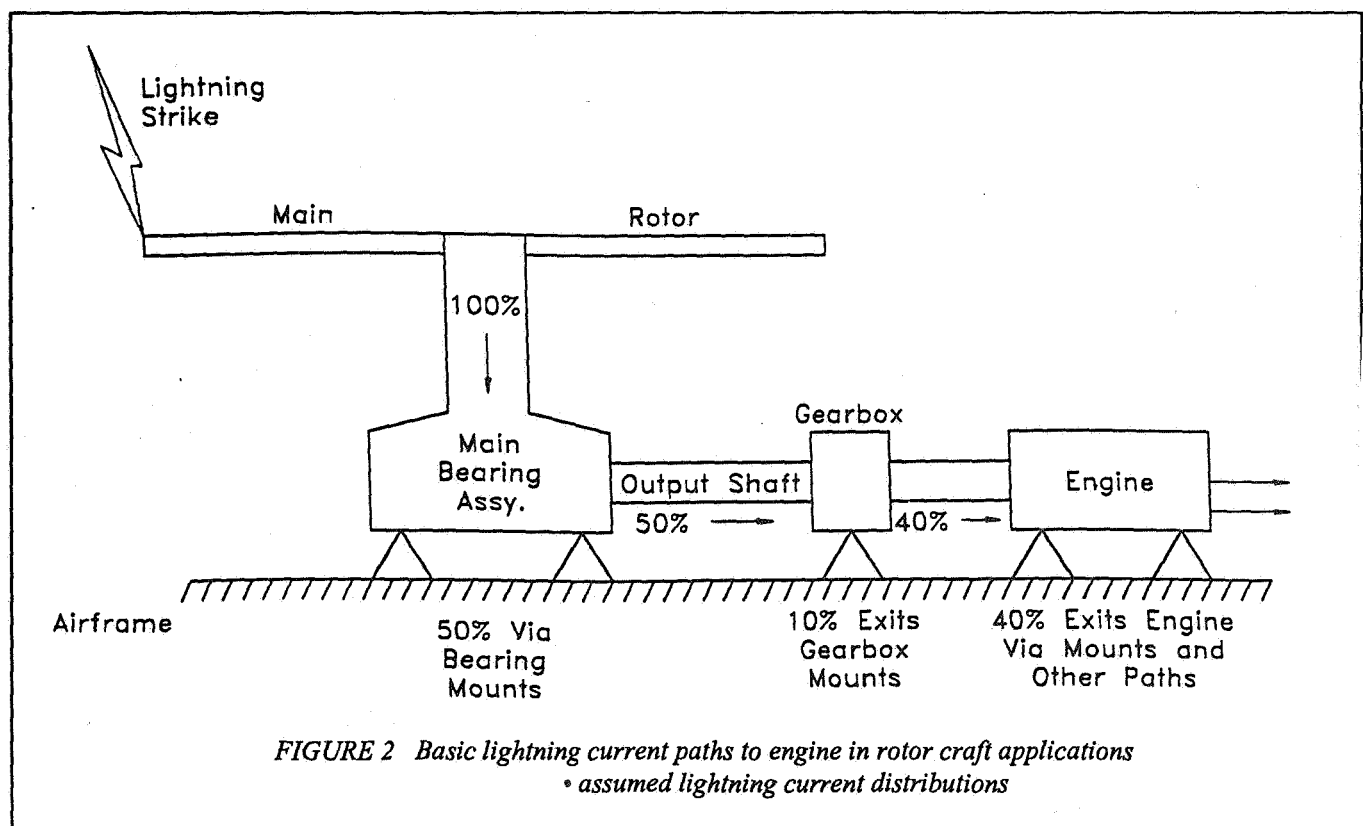 Lightning
Strike
Main
Rotor
100%
Gearbox
Main
Bearing
Assy.
Output Shaft
Engine
50%
40%
Airframe
50% Via
Bearing
Mounts
10% Exits
Gearbox
Mounts
40% Exits Engine
Via Mounts and
Other Paths
FIGURE 2 Basic lightning current paths to engine in rotor craft applications
• assumed lightning current distributions